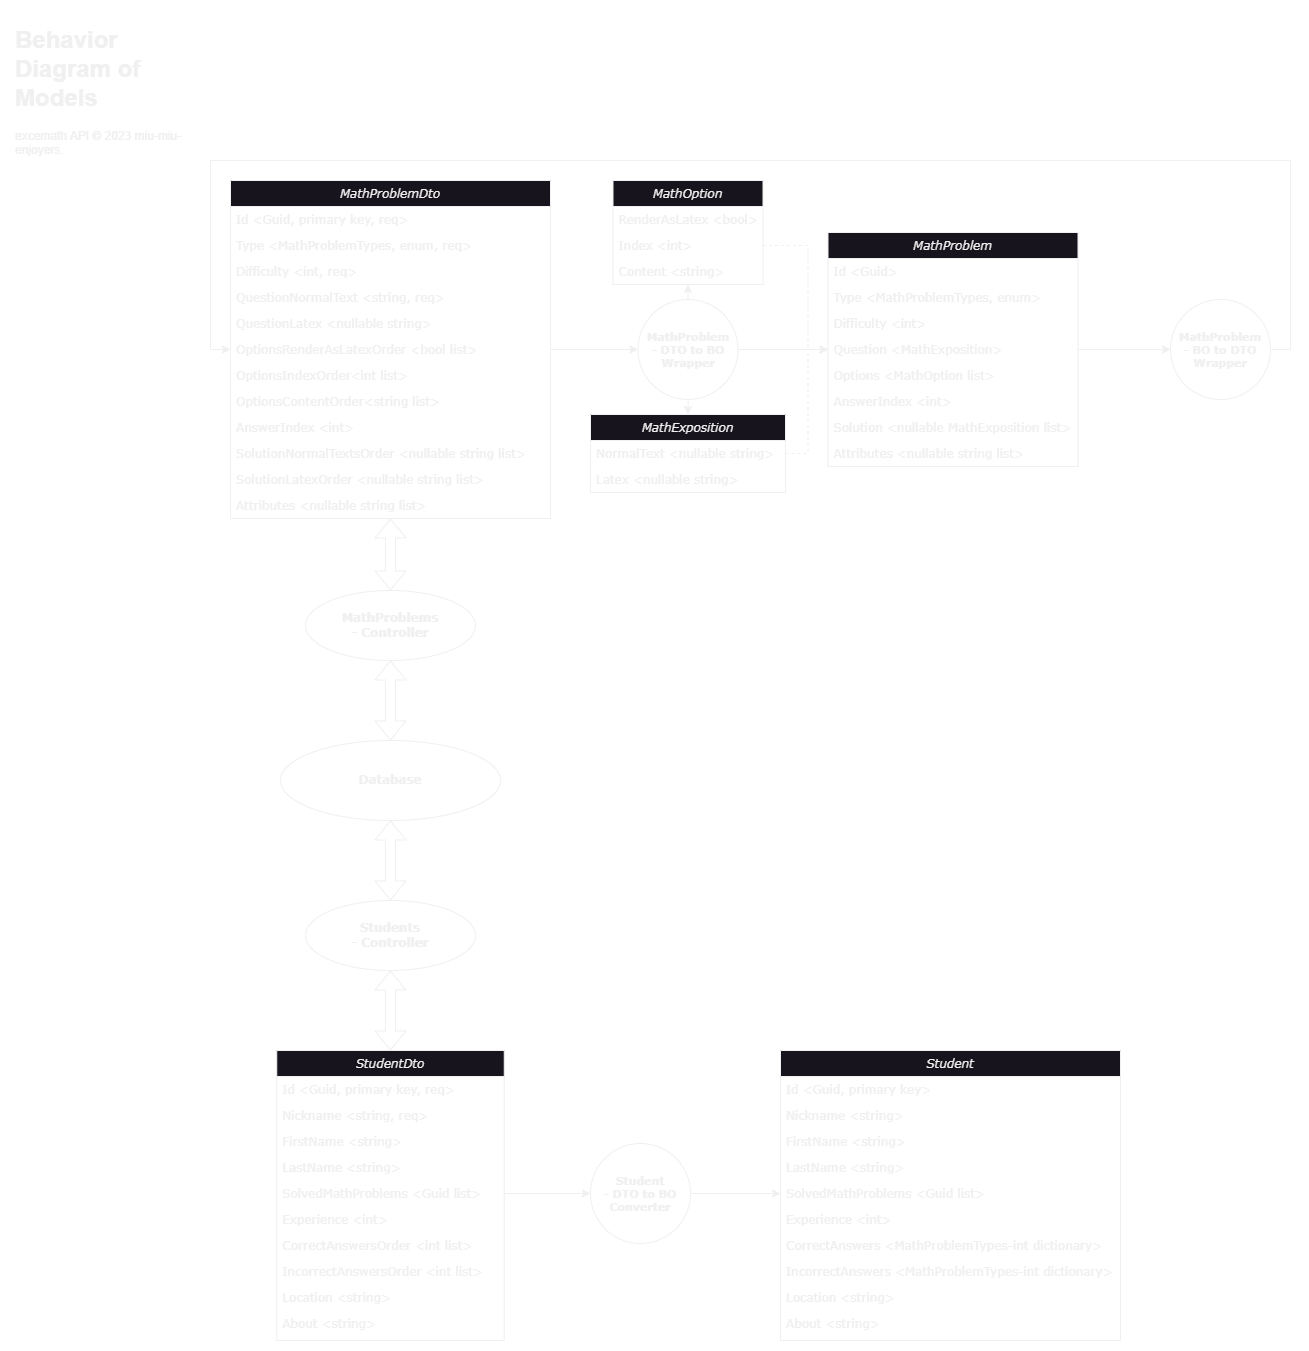 Behavior
Diagram of
Models
excemath API © 2023 miu-miu-
enjoyers.
MathProblemDto
Id <Guid, primary key, req>
Type <MathProblemTypes, enum, req>
Difficulty <int, req>
QuestionNormalText <string, req>
QuestionLatex <nullable string>
OptionsRenderAsLatexOrder <bool list>
OptionsIndexOrder<int list>
OptionsContentOrder<string list>
AnswerIndex <int>
SolutionNormalTextsOrder <nullable string list>
SolutionLatexOrder <nullable string list>
Attributes <nullable string list>
MathOption
RenderAsLatex <bool>
Index <int>
Content <string>
MathProblem
- DTO to BO
Wrapper
MathExposition
NormalText <nullable string>
Latex <nullable string>
MathProblem
Id <Guid>
Type <MathProblemTypes, enum>
Difficulty <int>
Question <MathExposition>
Options <MathOption list>
AnswerIndex <int>
Solution <nullable MathExposition list>
Attributes <nullable string list>
MathProblem
- BO to DTO
Wrapper
MathProblems
- Controller
Database
Students
- Controller
StudentDto
Id <Guid, primary key, req>
Nickname <string, req>
FirstName <string>
LastName <string>
SolvedMathProblems <Guid list>
Experience <int>
CorrectAnswersOrder <int list>
IncorrectAnswersOrder <int list>
Location <string>
About <string>
Student
- DTO to BO
Converter
Student
Id <Guid, primary key>
Nickname <string>
FirstName <string>
LastName <string>
SolvedMathProblems <Guid list>
Experience <int>
CorrectAnswers <MathProblemTypes-int dictionary>
IncorrectAnswers <MathProblemTypes-int dictionary>
Location <string>
About <string>